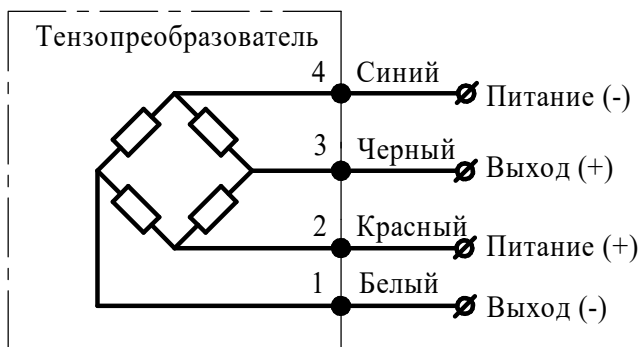 Тензопреобразователь
4 Синий Питание (-)
3 Черный Выход (+)
2 Красный Питание (+)
1 Белый Выход (-)